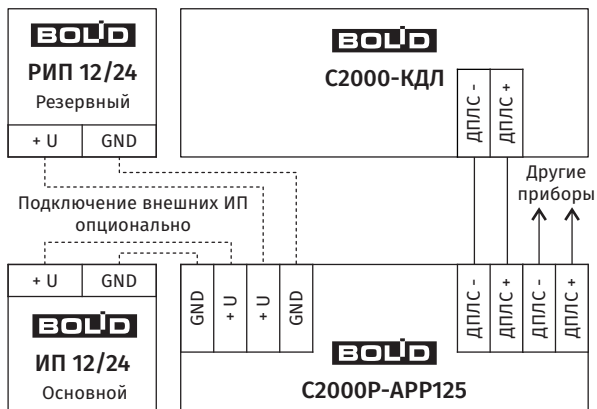 BOLID
РИП 12/24
Резервный
+ U
GND
BOLID
С2000-КДЛ
ДПЛС -
ДПЛС +
Другие
приборы
Подключение внешних ИП
опционально
+ U
GND
BOLID
ИП 12/24
Основной
GND
+ U
+ U
GND
ДПЛС -
ДПЛС +
ДПЛС -
ДПЛС +
BOLID
С2000Р-АРР125